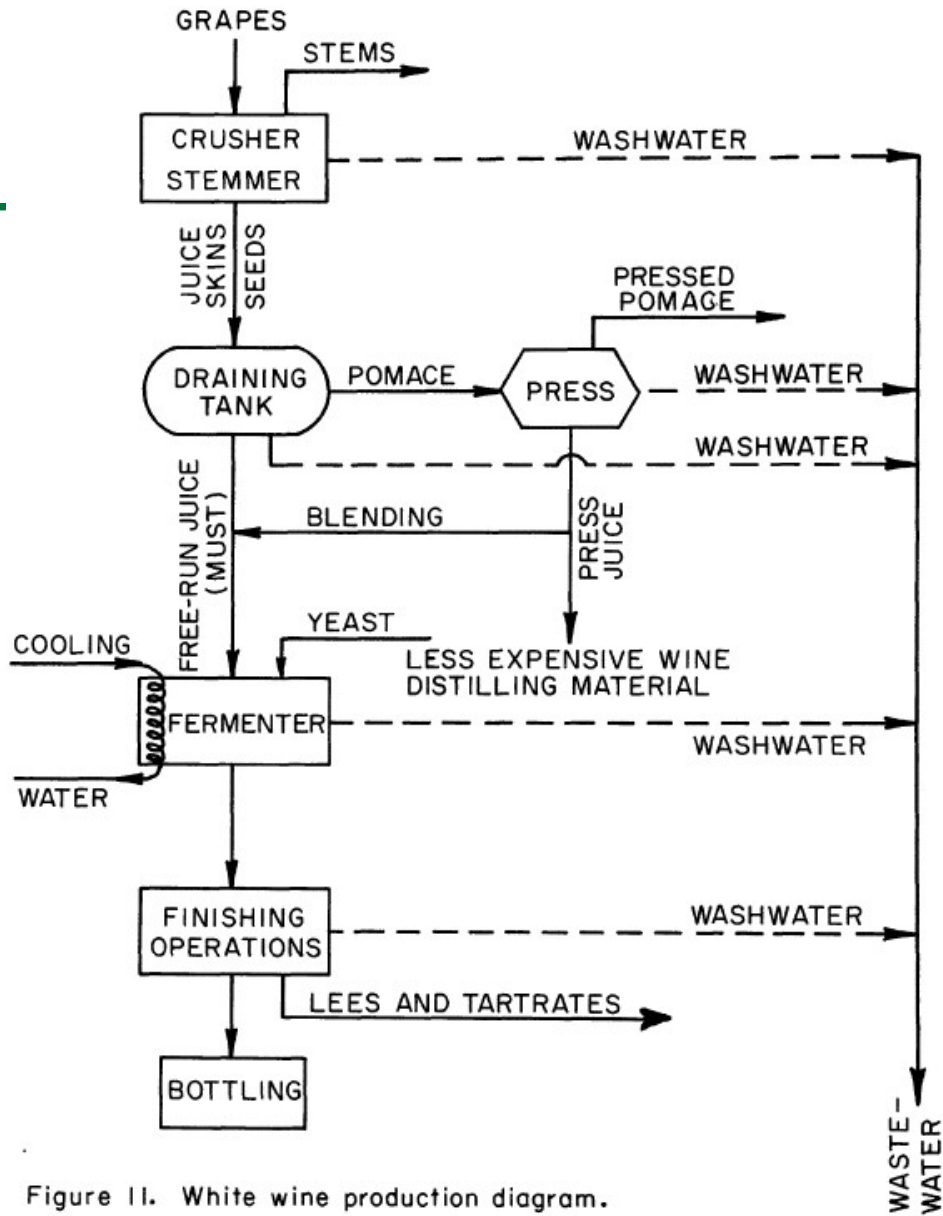 GRAPES
STEMS
CRUSHER
STEMMER
WASHWATER
JUICE
SKINS
SEEDS
PRESSED
POMAGE
DRAINING
TANK
POMACE
PRESS
WASHWATER
WASHWATER
FREE-RUN JUICE
(MUST)
BLENDING
PRESS
JUICE
YEAST
COOLING
LESS EXPENSIVE WINE
DISTILLING MATERIAL
FERMENTER
WASHWATER
WATER
FINISHING
OPERATIONS
WASHWATER
LEES AND TARTRATES
BOTTLING
WASTE-
WATER
Figure 11. White wine production diagram.